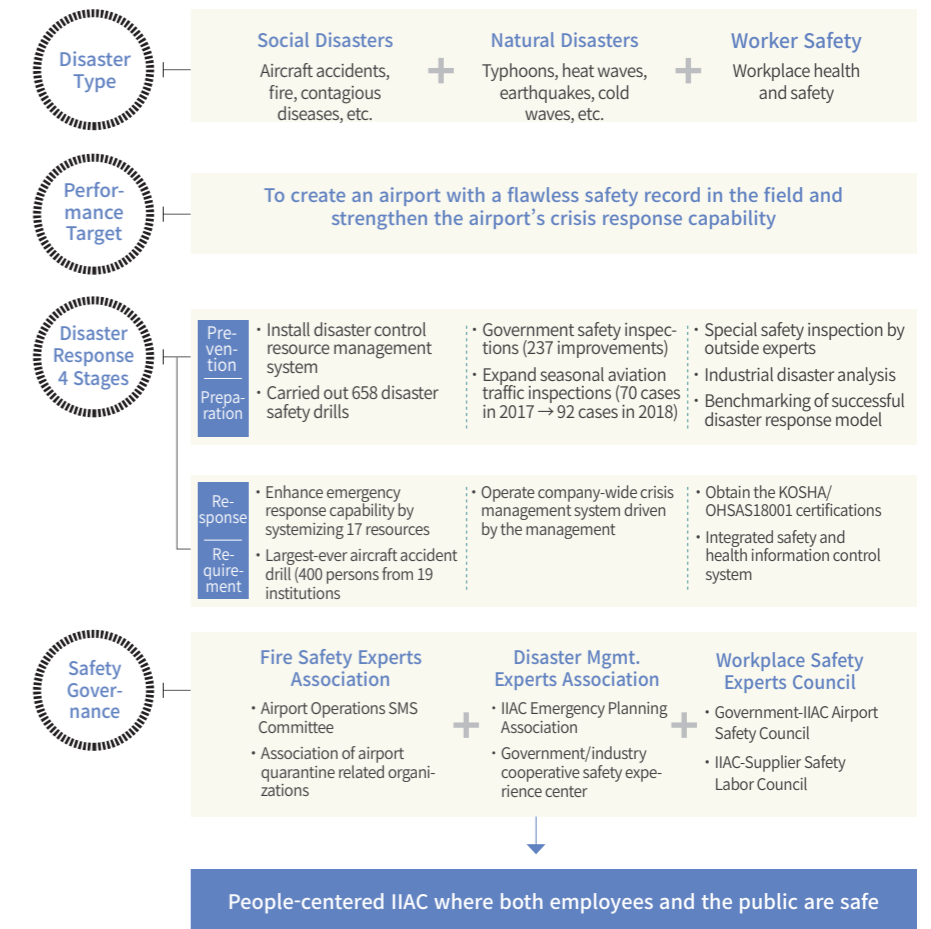 Disaster
Type
Social Disasters
Aircraft accidents,
fire, contagious
diseases, etc.
+
Natural Disasters
Typhoons, heat waves,
earthquakes, cold
waves, etc.
+
Worker Safety
Workplace health
and safety
Perfor-
mance
Target
To create an airport with a flawless safety record in the field and
strengthen the airport’s crisis response capability
Disaster
Response
4 Stages
Pre-
ven-
tion
Prepa-
ration
· Install disaster control
resource management
system
· Carried out 658 disaster
safety drills
· Government safety inspec-
tions (237 improvements)
· Expand seasonal aviation
traffic inspections (70 cases
in 2017 → 92 cases in 2018)
· Special safety inspection by
outside experts
· Industrial disaster analysis
· Benchmarking of successful
disaster response model
Re-
sponse
Re-
quire-
ment
· Enhance emergency
response capability by
systemizing 17 resources
· Largest-ever aircraft accident
drill (400 persons from 19
institutions
· Operate company-wide crisis
management system driven
by the management
· Obtain the KOSHA/
OHSAS18001 certifications
· Integrated safety and
health information control
system
Safety
Gover-
nance
Fire Safety Experts
Association
· Airport Operations SMS
Committee
· Association of airport
quarantine related organi-
zations
+
Disaster Mgmt.
Experts Association
· IIAC Emergency Planning
Association
· Government/industry
cooperative safety expe-
rience center
+
Workplace Safety
Experts Council
· Government-IIAC Airport
Safety Council
· IIAC-Supplier Safety
Labor Council
People-centered IIAC where both employees and the public are safe